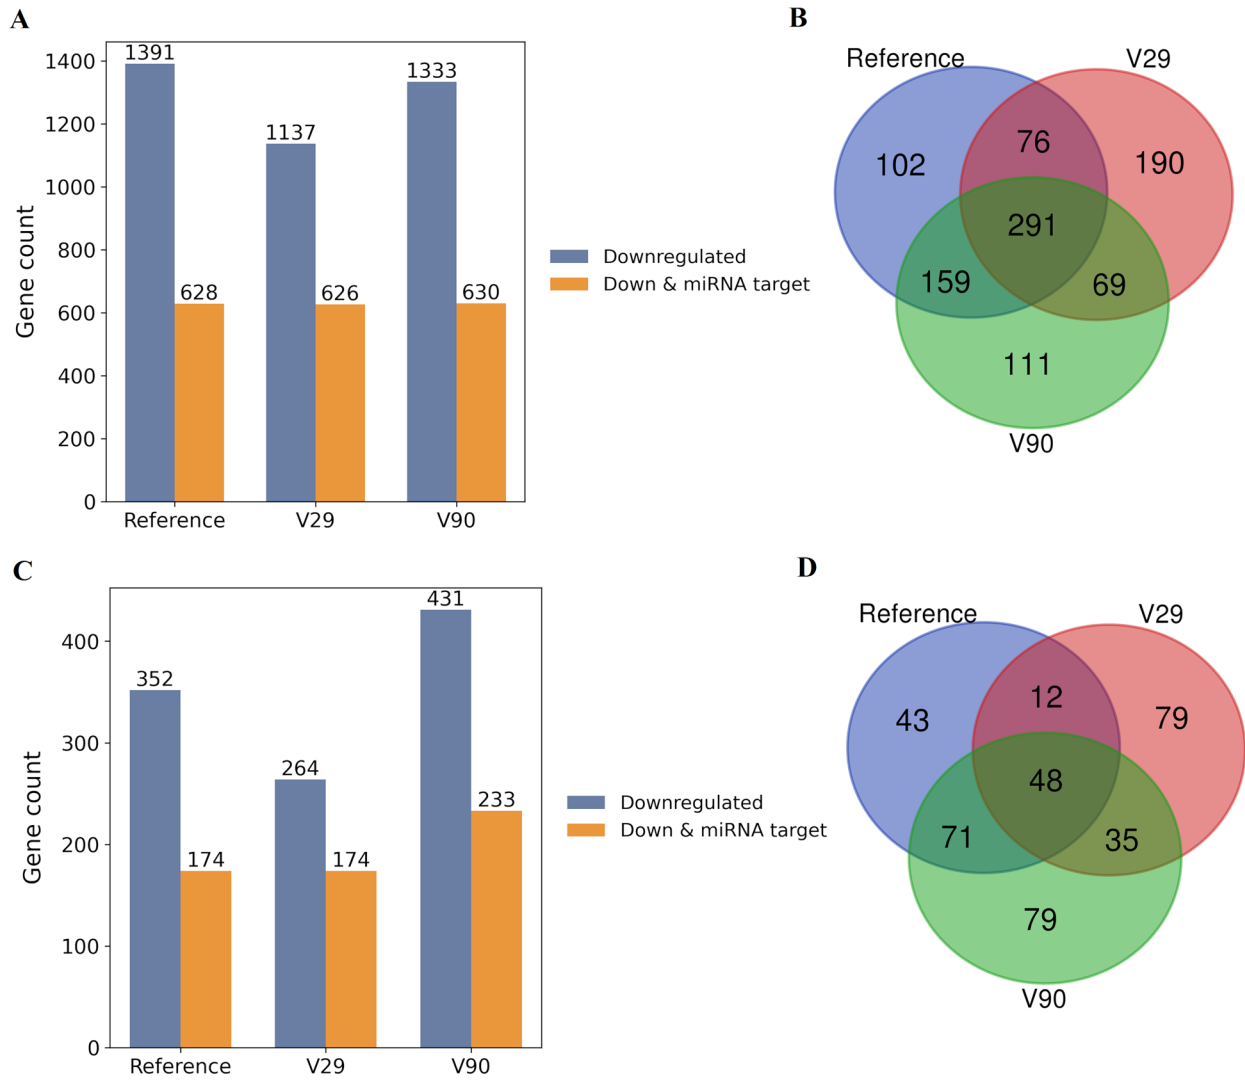 A
1391
1333
1137
628
626
630
1400
1200
1000
800
600
400
200
0
Gene count
Reference
V29
V90
Downregulated
Down & miRNA target
B
Reference
V29
76
102
190
291
159
69
111
V90
C
431
352
264
233
174
174
400
300
200
100
0
Gene count
Reference
V29
V90
Downregulated
Down & miRNA target
D
Reference
V29
12
43
79
48
71
35
79
V90